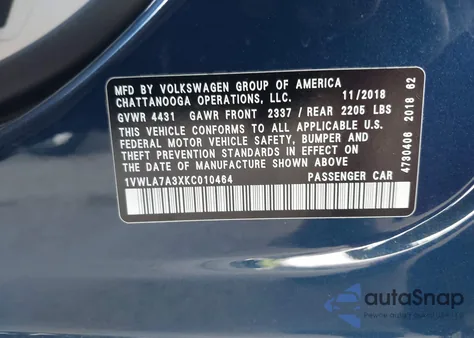 MFD BY VOLKSWAGEN GROUP OF AMERICA
CHATTANOOGA OPERATIONS, LLC. 11/2018
GVWR 4431 GAWR FRONT 2337 / REAR 2205 LBS
THIS VEHICLE CONFORMS TO ALL APPLICABLE U.S.
FEDERAL MOTOR VEHICLE SAFETY, BUMPER AND
THEFT PREVENTION STANDARDS IN EFFECT ON
THE DATE OF MANUFACTURE SHOWN ABOVE
1VWLA7A3XKC010464 PASSENGER CAR
4730408 2018 62
autoSnap